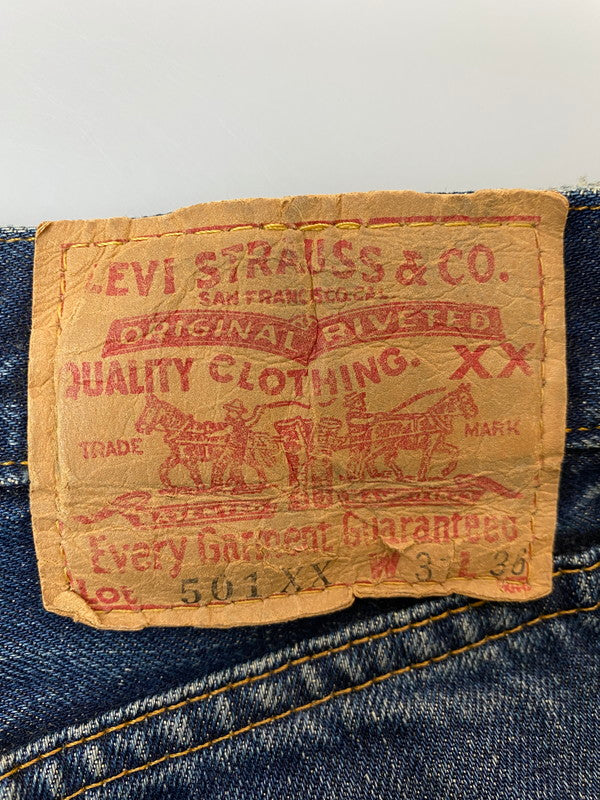 LEVI STRAUSS & CO.
SAN FRANCISCO, CAL
ORIGINAL RIVETED
QUALITY CLOTHING. XX
TRADE MARK
Every Garment Guaranteed
LOT 501 XX W 3 L 36